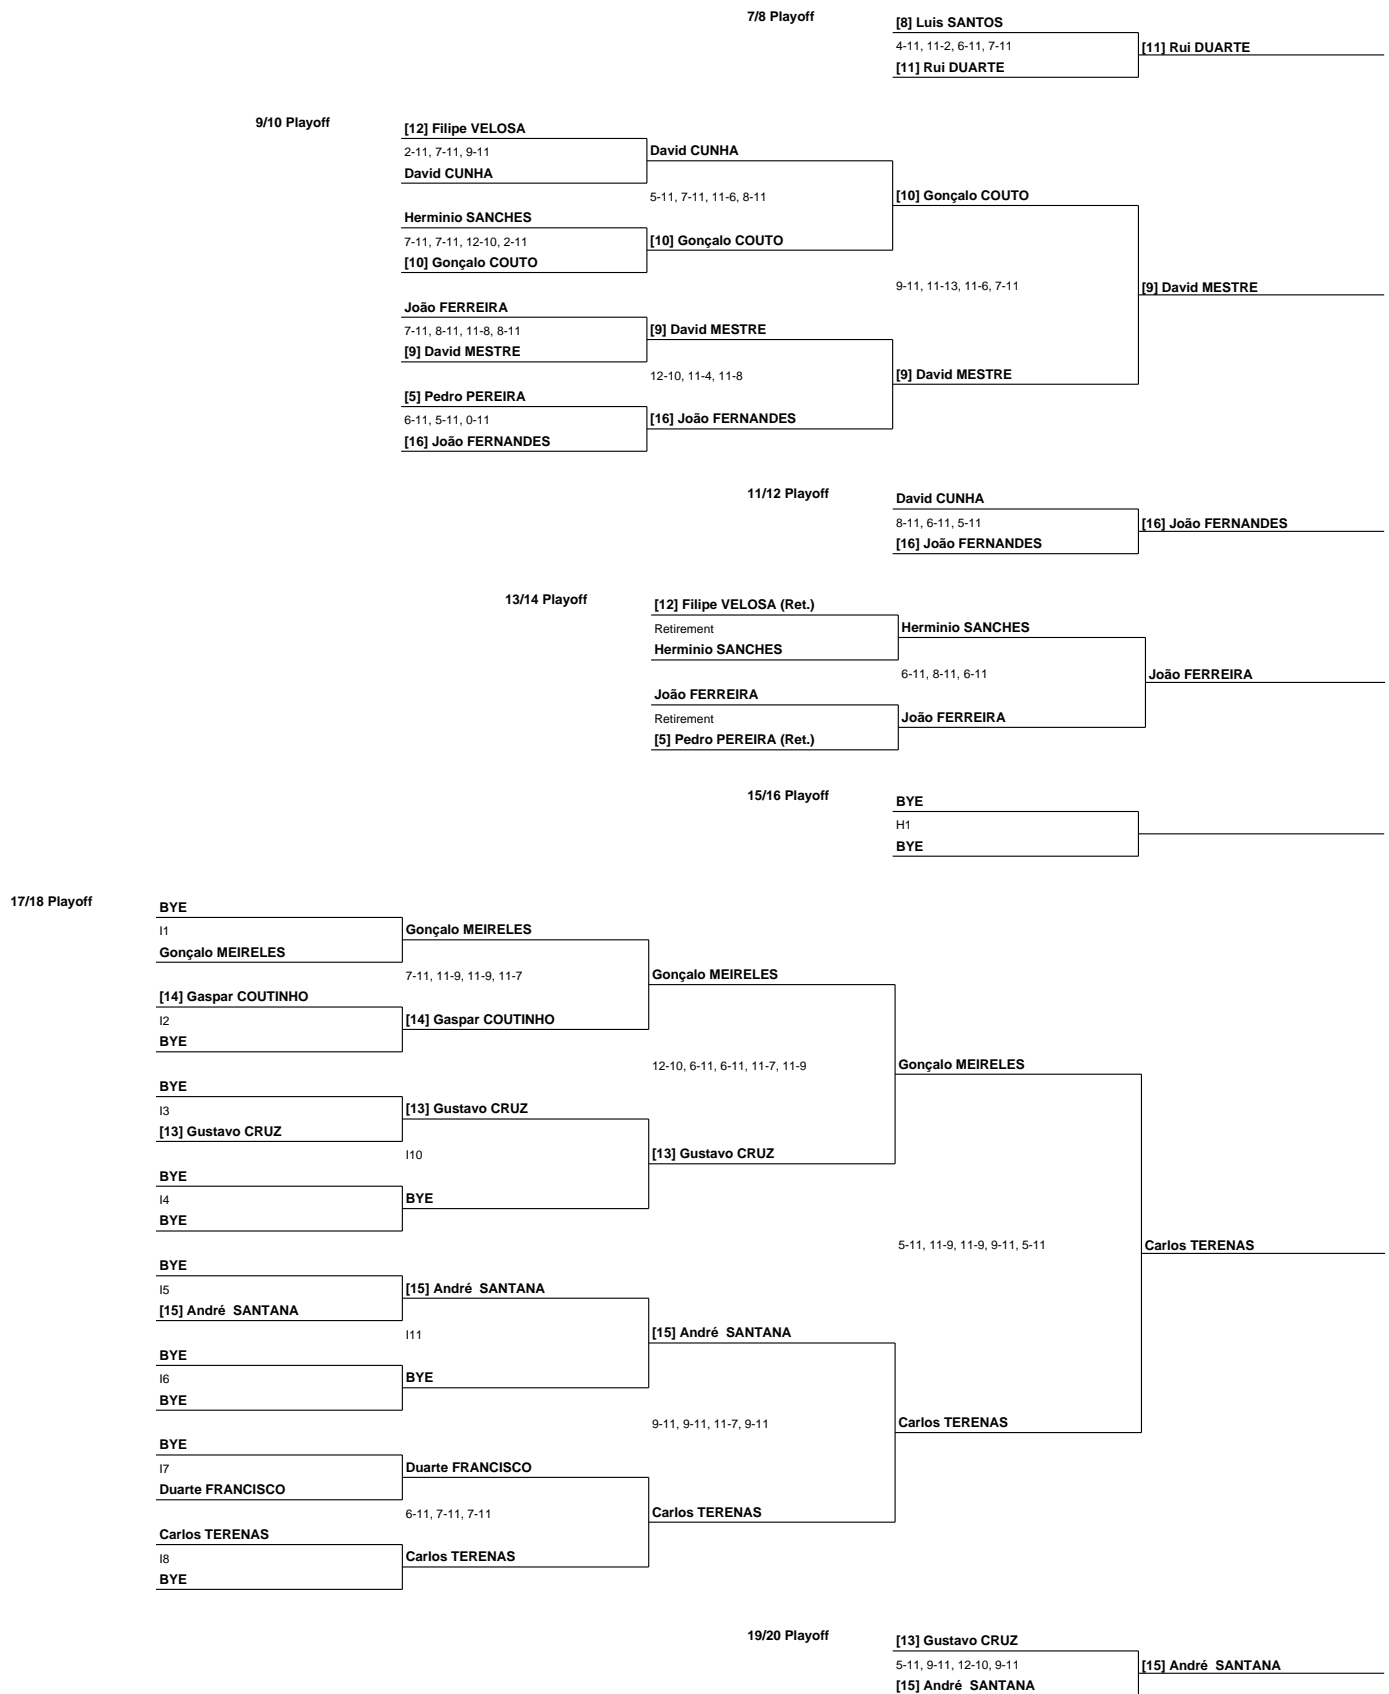 7/8 Playoff
[8] Luis SANTOS
4-11, 11-2, 6-11, 7-11
[11] Rui DUARTE
[11] Rui DUARTE
9/10 Playoff
[12] Filipe VELOSA
2-11, 7-11, 9-11
David CUNHA
David CUNHA
5-11, 7-11, 11-6, 8-11
[10] Gonçalo COUTO
Herminio SANCHES
7-11, 7-11, 12-10, 2-11
[10] Gonçalo COUTO
[10] Gonçalo COUTO
9-11, 11-13, 11-6, 7-11
[9] David MESTRE
João FERREIRA
7-11, 8-11, 11-8, 8-11
[9] David MESTRE
[9] David MESTRE
12-10, 11-4, 11-8
[9] David MESTRE
[5] Pedro PEREIRA
6-11, 5-11, 0-11
[16] João FERNANDES
[16] João FERNANDES
11/12 Playoff
David CUNHA
8-11, 6-11, 5-11
[16] João FERNANDES
[16] João FERNANDES
13/14 Playoff
[12] Filipe VELOSA (Ret.)
Retirement
Herminio SANCHES
Herminio SANCHES
6-11, 8-11, 6-11
João FERREIRA
João FERREIRA
Retirement
João FERREIRA
[5] Pedro PEREIRA (Ret.)
15/16 Playoff
BYE
H1
BYE
17/18 Playoff
BYE
I1
Gonçalo MEIRELES
Gonçalo MEIRELES
7-11, 11-9, 11-9, 11-7
Gonçalo MEIRELES
[14] Gaspar COUTINHO
I2
[14] Gaspar COUTINHO
BYE
12-10, 6-11, 6-11, 11-7, 11-9
Gonçalo MEIRELES
BYE
I3
[13] Gustavo CRUZ
[13] Gustavo CRUZ
I10
[13] Gustavo CRUZ
BYE
I4
BYE
BYE
5-11, 11-9, 11-9, 9-11, 5-11
Carlos TERENAS
BYE
I5
[15] André  SANTANA
[15] André  SANTANA
I11
[15] André  SANTANA
BYE
I6
BYE
BYE
9-11, 9-11, 11-7, 9-11
Carlos TERENAS
BYE
I7
Duarte FRANCISCO
Duarte FRANCISCO
6-11, 7-11, 7-11
Carlos TERENAS
Carlos TERENAS
I8
Carlos TERENAS
BYE
19/20 Playoff
[13] Gustavo CRUZ
5-11, 9-11, 12-10, 9-11
[15] André  SANTANA
[15] André  SANTANA